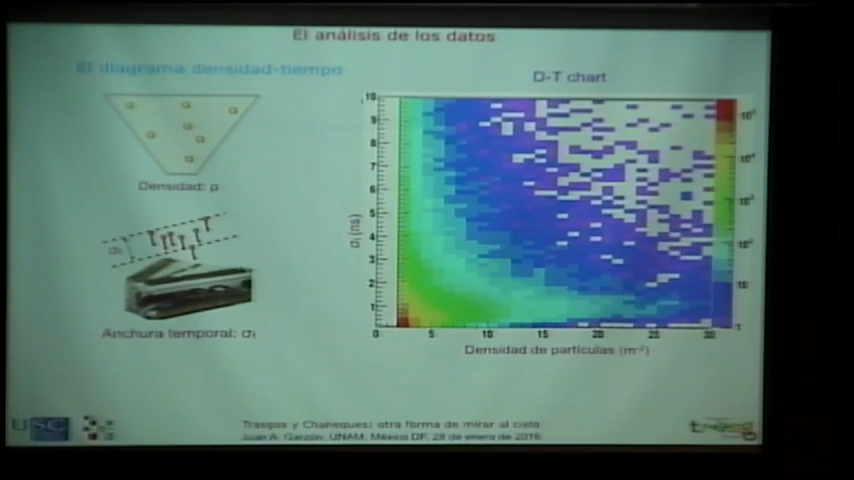 El análisis de los datos
El diagrama densidad-tiempo
D-T chart
Densidad: ρ
σt
Anchura temporal: σt
σt (ns)
10
9
8
7
6
5
4
3
2
1
0
5
10
15
20
25
30
Densidad de partículas (m⁻²)
10
1
USC
Trasgos y Chaneques: otra forma de mirar al cielo
Juan A. Garzón, UNAM, México DF, 28 de enero de 2016